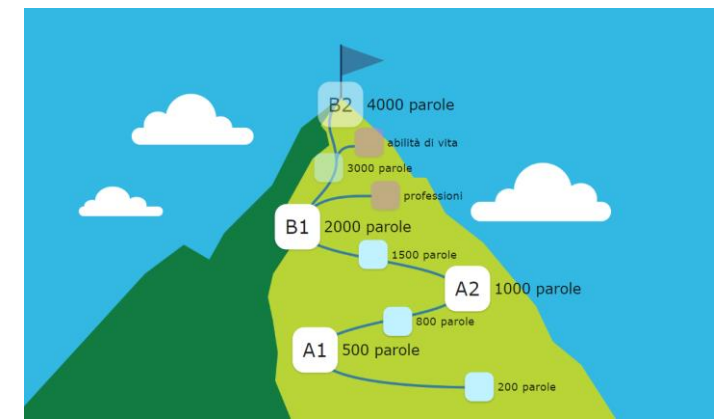 B2 4000 parole
abilità di vita
3000 parole
professioni
B1 2000 parole
1500 parole
A2 1000 parole
800 parole
A1 500 parole
200 parole